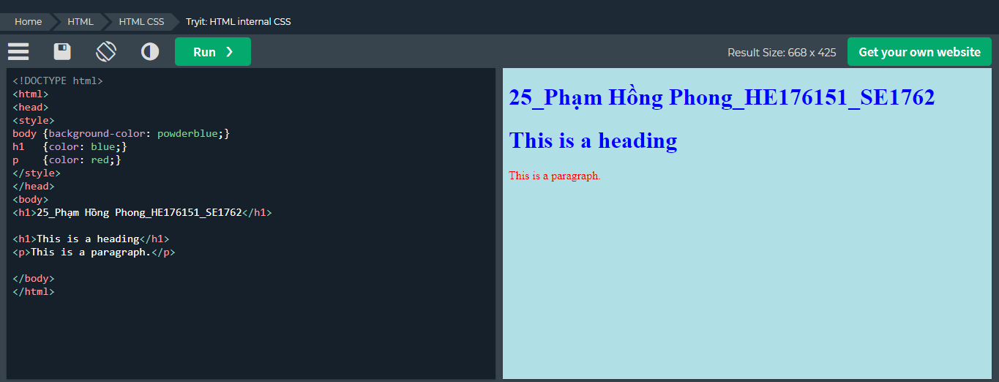 Home HTML HTML CSS Tryit: HTML internal CSS
Run ❯ Result Size: 668 x 425 Get your own website
<!DOCTYPE html>
<html>
<head>
<style>
body {background-color: powderblue;}
h1   {color: blue;}
p    {color: red;}
</style>
</head>
<body>
<h1>25_Phạm Hồng Phong_HE176151_SE1762</h1>
<h1>This is a heading</h1>
<p>This is a paragraph.</p>
</body>
</html>
25_Phạm Hồng Phong_HE176151_SE1762
This is a heading
This is a paragraph.